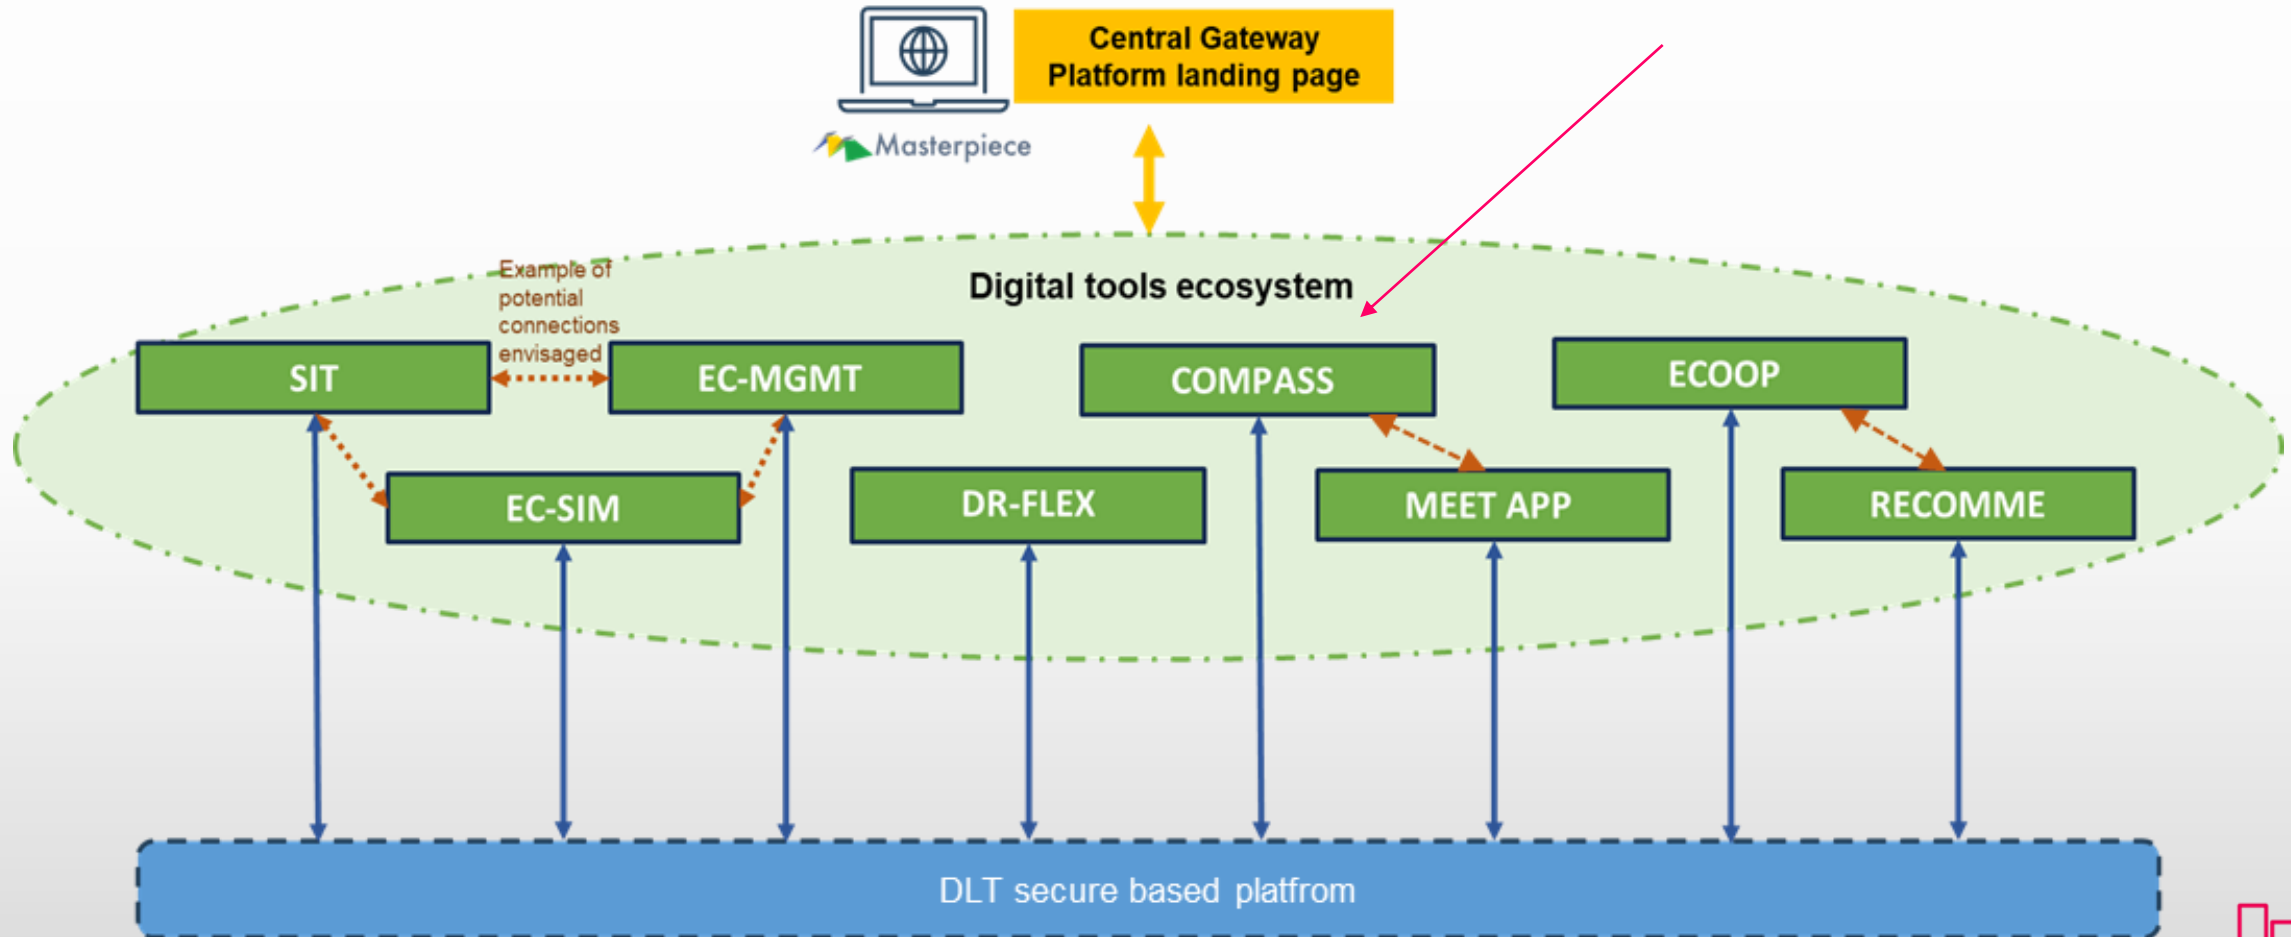 Central Gateway
Platform landing page
Masterpiece
Digital tools ecosystem
Example of
potential
connections
envisaged
SIT
EC-MGMT
COMPASS
ECOOP
EC-SIM
DR-FLEX
MEET APP
RECOMME
DLT secure based platfrom